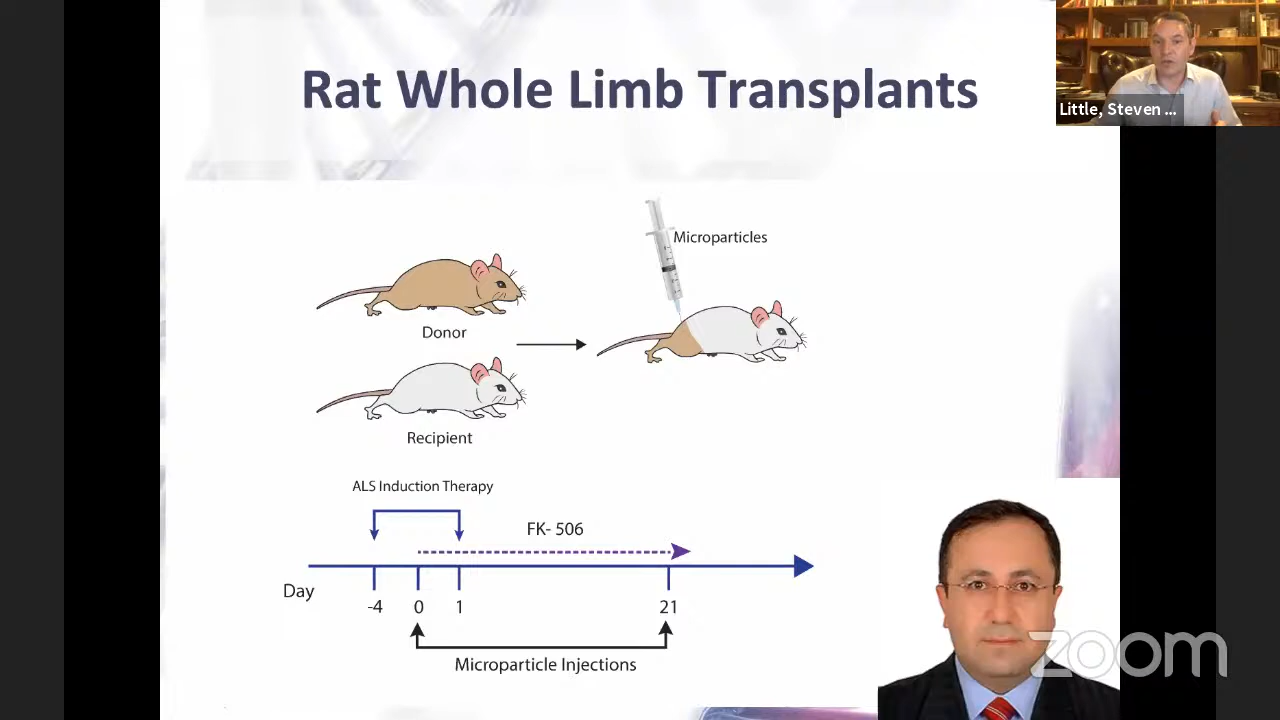 Rat Whole Limb Transplants
Little, Steven ...
Microparticles
Donor
Recipient
ALS Induction Therapy
FK- 506
Day
-4 0 1 21
Microparticle Injections
zoom